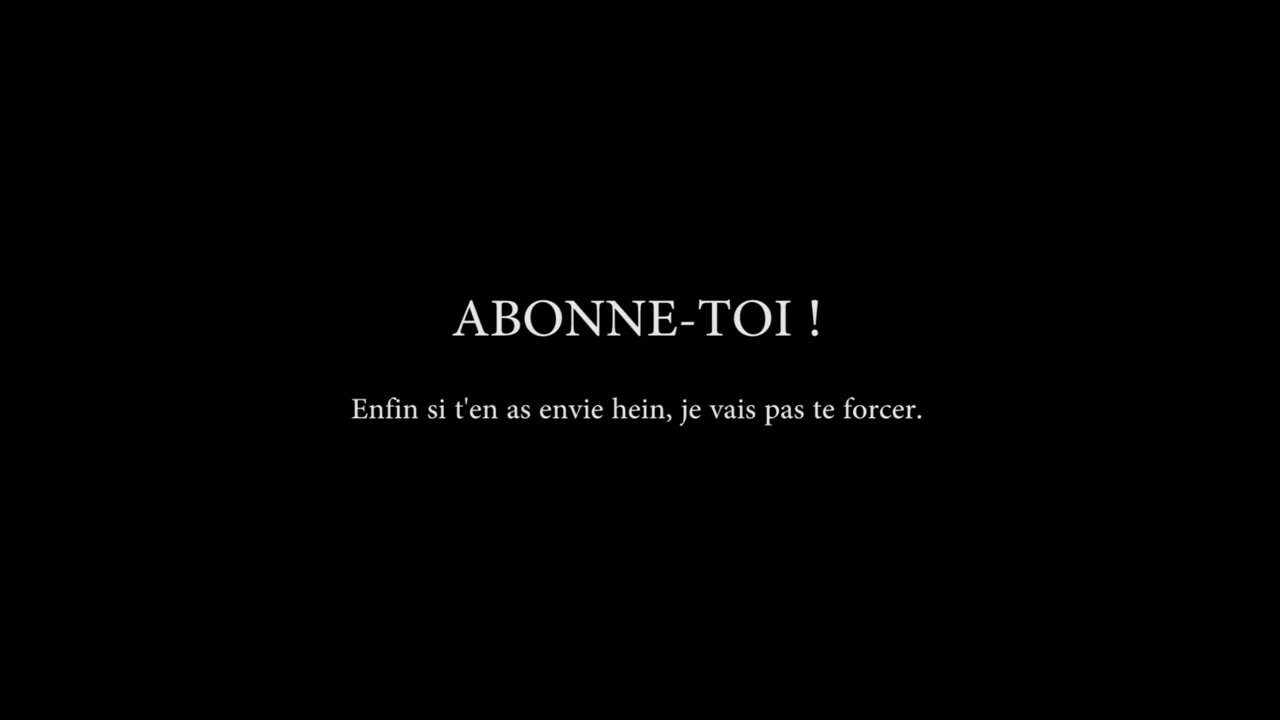 ABONNE-TOI !
Enfin si t'en as envie hein, je vais pas te forcer.